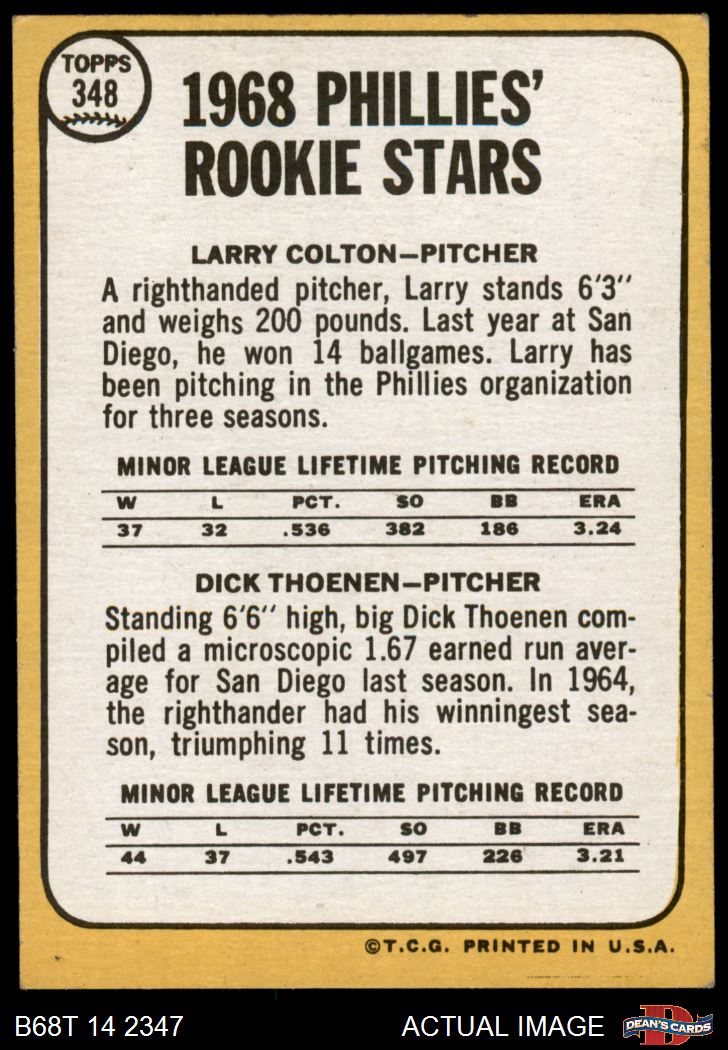 TOPPS
348
1968 PHILLIES'
ROOKIE STARS
LARRY COLTON—PITCHER
A righthanded pitcher, Larry stands 6'3"
and weighs 200 pounds. Last year at San
Diego, he won 14 ballgames. Larry has
been pitching in the Phillies organization
for three seasons.
MINOR LEAGUE LIFETIME PITCHING RECORD
W L PCT. SO BB ERA
37 32 .536 382 186 3.24
DICK THOENEN—PITCHER
Standing 6'6" high, big Dick Thoenen com-
piled a microscopic 1.67 earned run aver-
age for San Diego last season. In 1964,
the righthander had his winningest sea-
son, triumphing 11 times.
MINOR LEAGUE LIFETIME PITCHING RECORD
W L PCT. SO BB ERA
44 37 .543 497 226 3.21
©T.C.G. PRINTED IN U.S.A.
B68T 14 2347 ACTUAL IMAGE DEAN'S CARDS